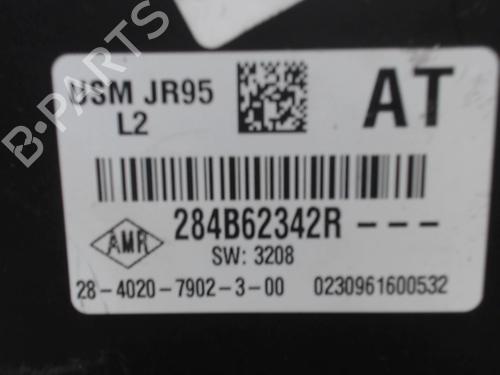 B-PARTS
USM JR95
L2
AT
284B62342R---
AMR
SW: 3208
28-4020-7902-3-00 0230961600532